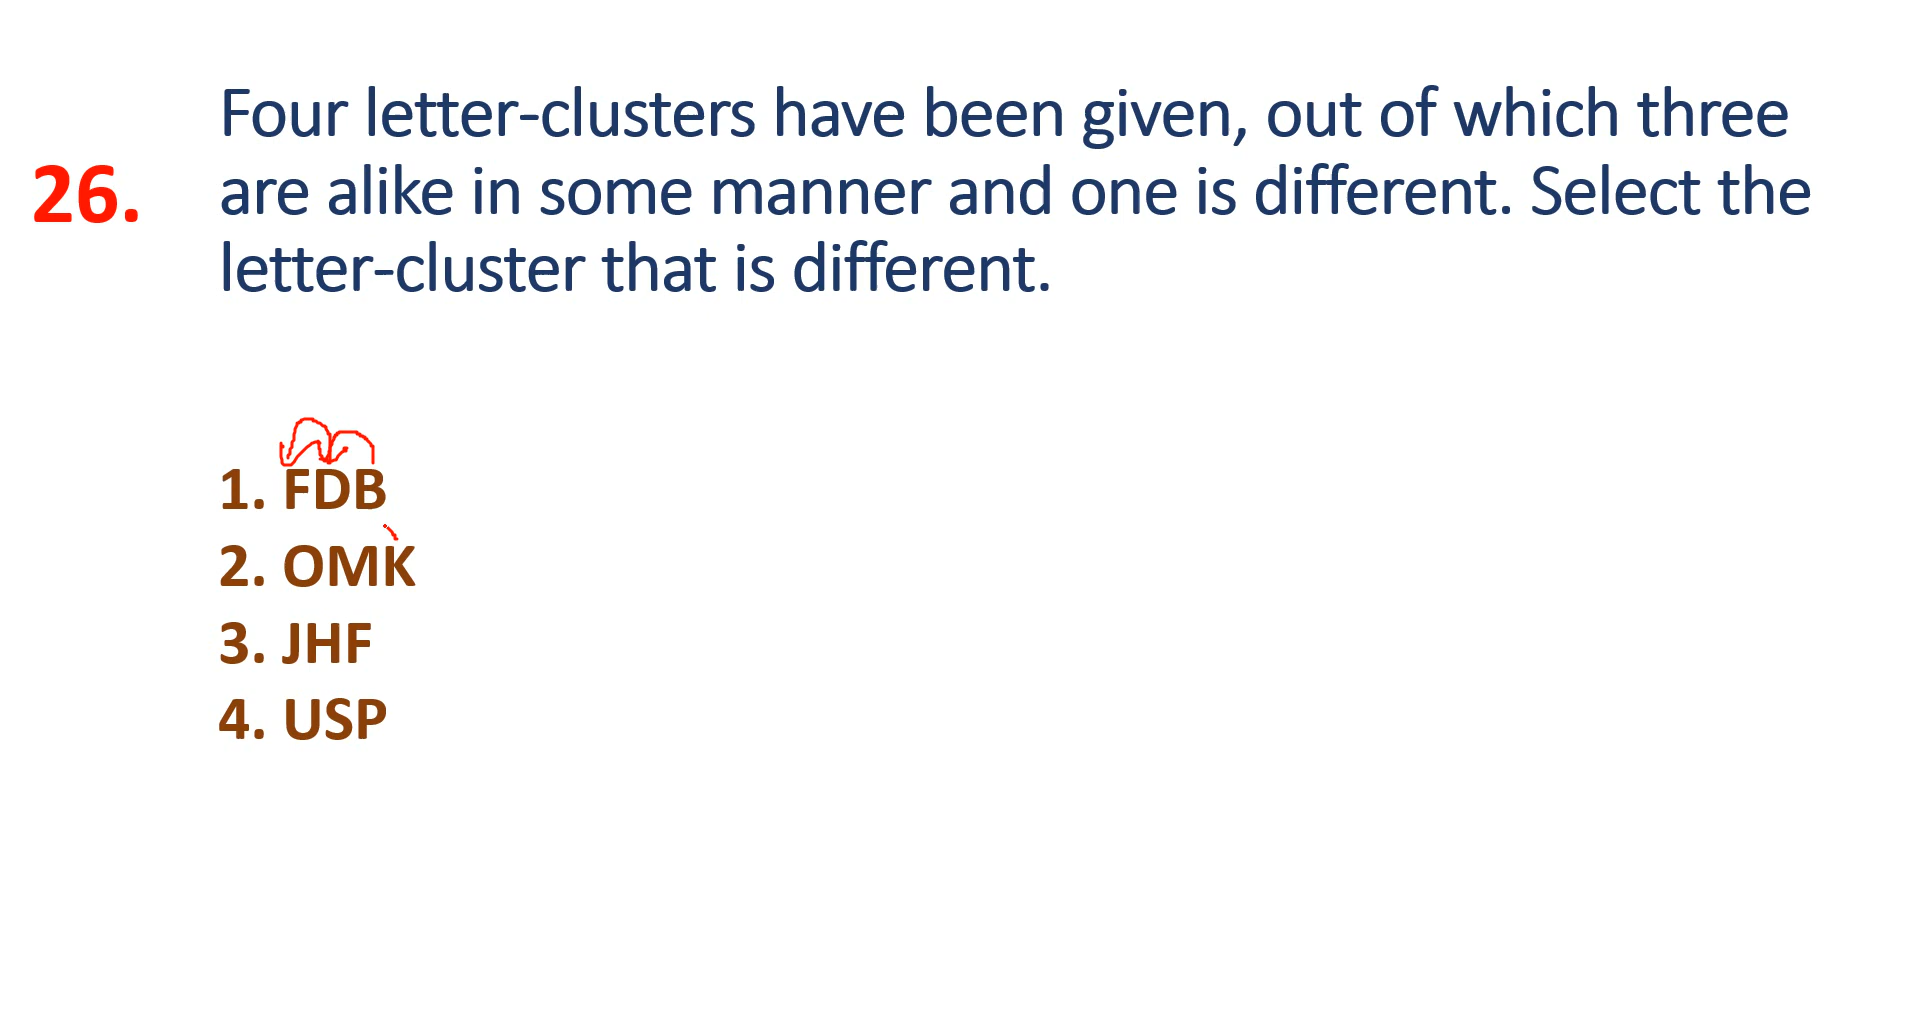 26.
Four letter-clusters have been given, out of which three
are alike in some manner and one is different. Select the
letter-cluster that is different.
1. FDB
2. OMK
3. JHF
4. USP